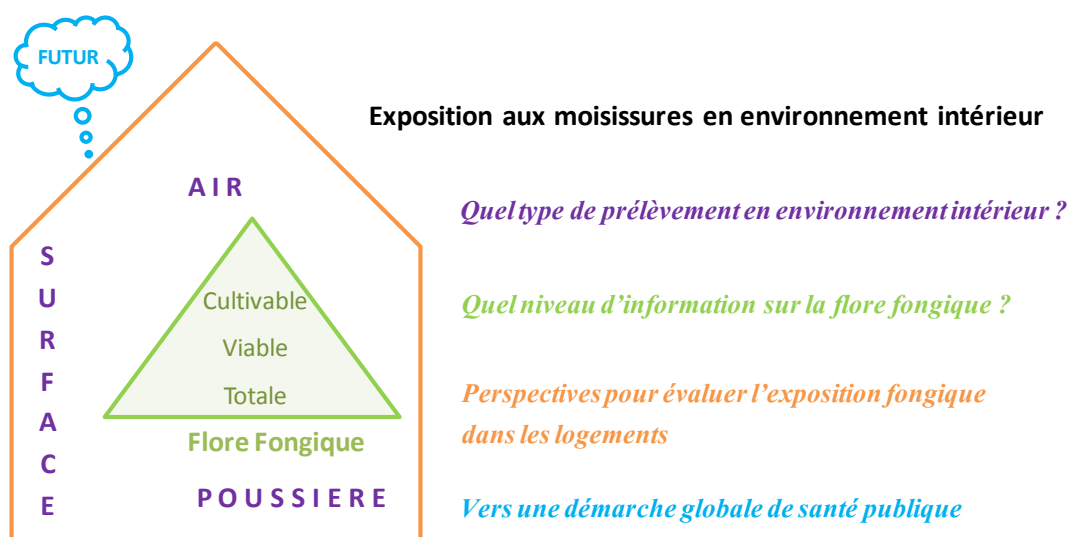 FUTUR
Exposition aux moisissures en environnement intérieur
AIR
Quel type de prélèvement en environnement intérieur ?
SURFACE
Cultivable
Viable
Totale
Quel niveau d'information sur la flore fongique ?
Flore Fongique
Perspectives pour évaluer l'exposition fongique
dans les logements
POUSSIERE
Vers une démarche globale de santé publique